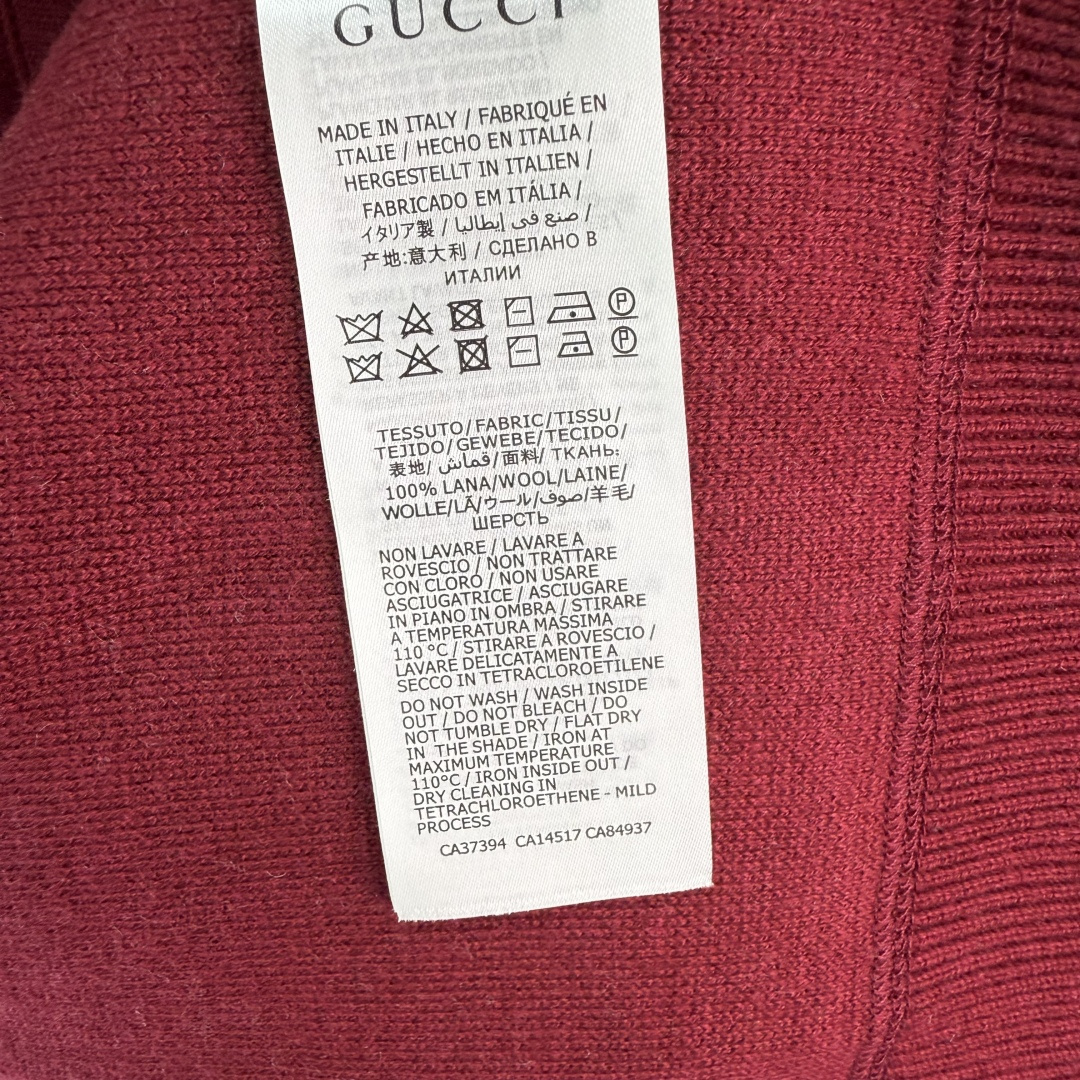 GUCCI
MADE IN ITALY / FABRIQUÉ EN
ITALIE / HECHO EN ITALIA /
HERGESTELLT IN ITALIEN /
FABRICADO EM ITÁLIA /
イタリア製 / صنع فى إيطاليا /
产地:意大利 / СДЕЛАНО В
ИТАЛИИ
P
P
TESSUTO/FABRIC/TISSU/
TEJIDO/GEWEBE/TECIDO/
表地/ قماش/面料/ ТКАНЬ:
100% LANA/WOOL/LAINE/
WOLLE/LÃ/ウール/صوف/羊毛/
ШЕРСТЬ
NON LAVARE / LAVARE A
ROVESCIO / NON TRATTARE
CON CLORO / NON USARE
ASCIUGATRICE / ASCIUGARE
IN PIANO IN OMBRA / STIRARE
A TEMPERATURA MASSIMA
110 °C / STIRARE A ROVESCIO /
LAVARE DELICATAMENTE A
SECCO IN TETRACLOROETILENE
DO NOT WASH / WASH INSIDE
OUT / DO NOT BLEACH / DO
NOT TUMBLE DRY / FLAT DRY
IN THE SHADE / IRON AT
MAXIMUM TEMPERATURE
110°C / IRON INSIDE OUT /
DRY CLEANING IN
TETRACHLOROETHENE - MILD
PROCESS
CA37394 CA14517 CA84937